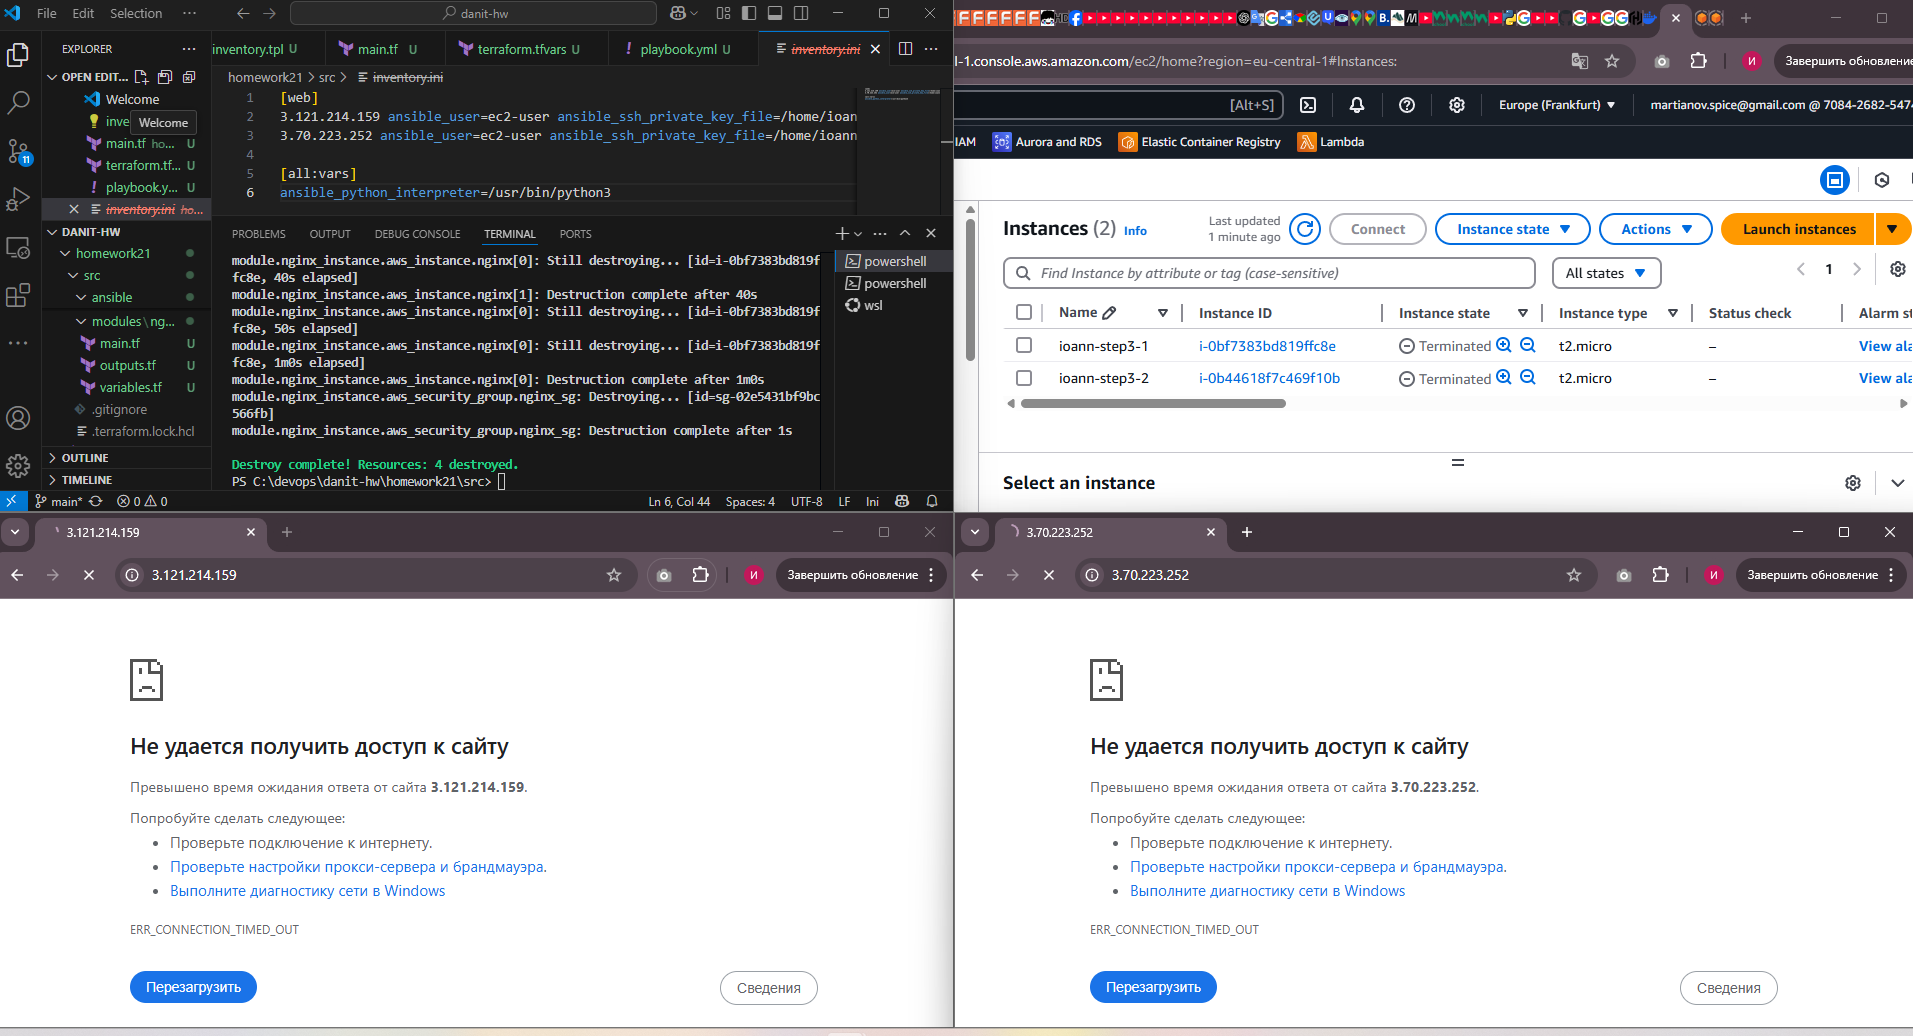 File Edit Selection ··· danit-hw
EXPLORER ···
OPEN EDIT...
Welcome
inve
Welcome
main.tf ho... U
terraform.tf... U
playbook.y... U
inventory.ini ho...
DANIT-HW
homework21
src
ansible
modules\ng...
main.tf U
outputs.tf U
variables.tf U
.gitignore
.terraform.lock.hcl
OUTLINE
TIMELINE
11
inventory.tpl U main.tf U terraform.tfvars U playbook.yml U inventory.ini
homework21 > src > inventory.ini
1 [web]
2 3.121.214.159 ansible_user=ec2-user ansible_ssh_private_key_file=/home/ioann
3 3.70.223.252 ansible_user=ec2-user ansible_ssh_private_key_file=/home/ioann
4
5 [all:vars]
6 ansible_python_interpreter=/usr/bin/python3
PROBLEMS OUTPUT DEBUG CONSOLE TERMINAL PORTS
powershell
powershell
wsl
module.nginx_instance.aws_instance.nginx[0]: Still destroying... [id=i-0bf7383bd819f
fc8e, 40s elapsed]
module.nginx_instance.aws_instance.nginx[1]: Destruction complete after 40s
module.nginx_instance.aws_instance.nginx[0]: Still destroying... [id=i-0bf7383bd819f
fc8e, 50s elapsed]
module.nginx_instance.aws_instance.nginx[0]: Still destroying... [id=i-0bf7383bd819f
fc8e, 1m0s elapsed]
module.nginx_instance.aws_instance.nginx[0]: Destruction complete after 1m0s
module.nginx_instance.aws_security_group.nginx_sg: Destroying... [id=sg-02e5431bf9bc
566fb]
module.nginx_instance.aws_security_group.nginx_sg: Destruction complete after 1s
Destroy complete! Resources: 4 destroyed.
PS C:\devops\danit-hw\homework21\src>
main* 0 0 Ln 6, Col 44 Spaces: 4 UTF-8 LF Ini
l-1.console.aws.amazon.com/ec2/home?region=eu-central-1#Instances: И Завершить обновление
[Alt+S] Europe (Frankfurt) martianov.spice@gmail.com @ 7084-2682-547
IAM Aurora and RDS Elastic Container Registry Lambda
Instances (2) Info
Last updated
1 minute ago
Connect Instance state Actions Launch instances
Find Instance by attribute or tag (case-sensitive) All states 1
Name Instance ID Instance state Instance type Status check Alarm st
ioann-step3-1 i-0bf7383bd819ffc8e Terminated t2.micro – View ala
ioann-step3-2 i-0b44618f7c469f10b Terminated t2.micro – View ala
Select an instance
3.121.214.159
3.121.214.159 И Завершить обновление
Не удается получить доступ к сайту
Превышено время ожидания ответа от сайта 3.121.214.159.
Попробуйте сделать следующее:
• Проверьте подключение к интернету.
• Проверьте настройки прокси-сервера и брандмауэра.
• Выполните диагностику сети в Windows
ERR_CONNECTION_TIMED_OUT
Перезагрузить Сведения
3.70.223.252
3.70.223.252 И Завершить обновление
Не удается получить доступ к сайту
Превышено время ожидания ответа от сайта 3.70.223.252.
Попробуйте сделать следующее:
• Проверьте подключение к интернету.
• Проверьте настройки прокси-сервера и брандмауэра.
• Выполните диагностику сети в Windows
ERR_CONNECTION_TIMED_OUT
Перезагрузить Сведения